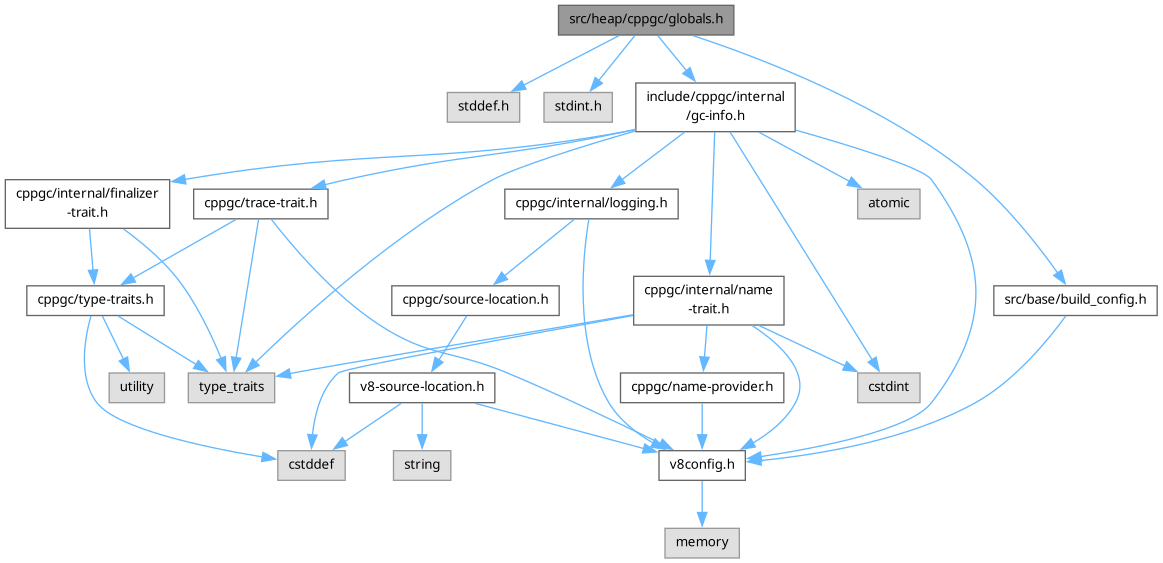 src/heap/cppgc/globals.h
stddef.h
stdint.h
include/cppgc/internal
/gc-info.h
cppgc/internal/finalizer
-trait.h
cppgc/trace-trait.h
cppgc/internal/logging.h
atomic
cppgc/type-traits.h
cppgc/source-location.h
cppgc/internal/name
-trait.h
src/base/build_config.h
utility
type_traits
v8-source-location.h
cppgc/name-provider.h
cstdint
cstddef
string
v8config.h
memory